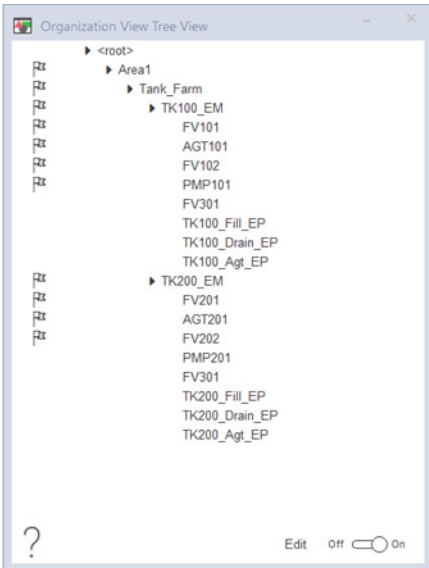 Organization View Tree View
<root>
Area1
Tank_Farm
TK100_EM
FV101
AGT101
FV102
PMP101
FV301
TK100_Fill_EP
TK100_Drain_EP
TK100_Agt_EP
TK200_EM
FV201
AGT201
FV202
PMP201
FV301
TK200_Fill_EP
TK200_Drain_EP
TK200_Agt_EP
? Edit Off On